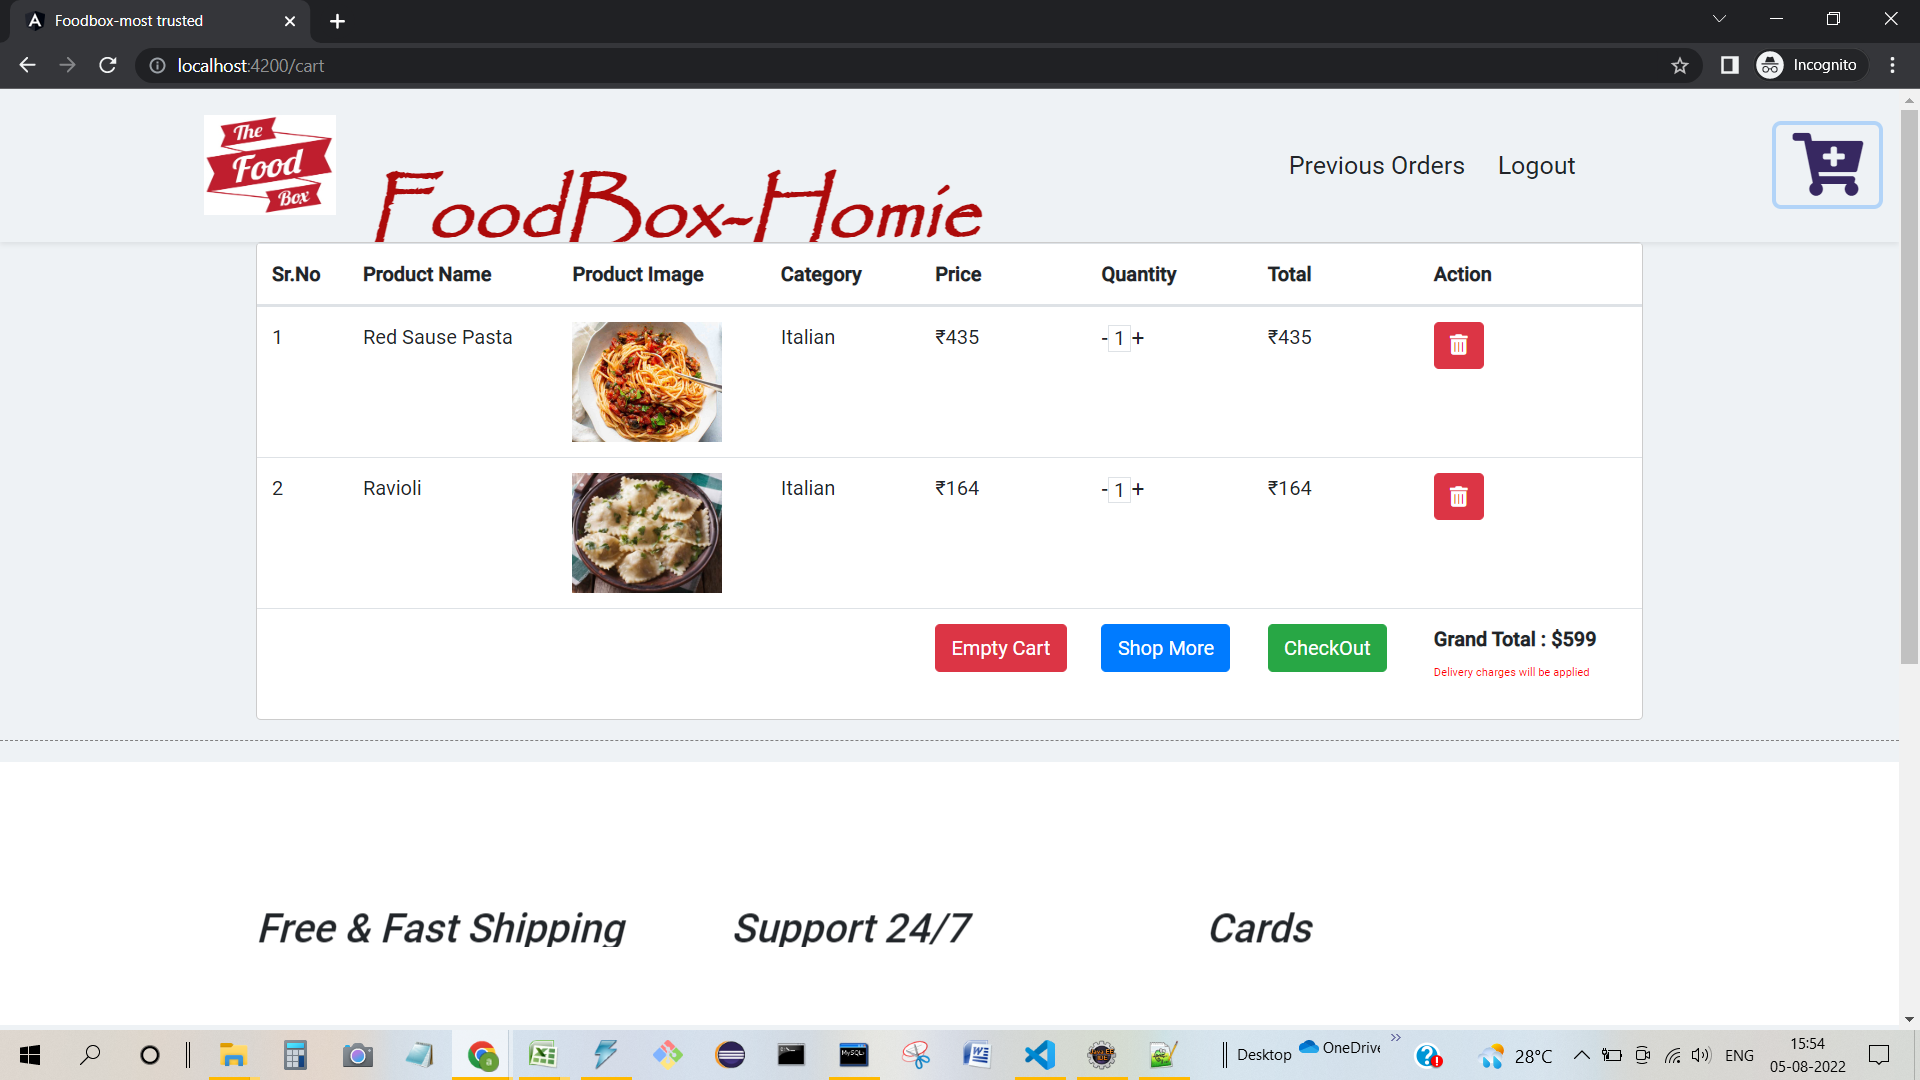 Foodbox-most trusted
localhost:4200/cart
Incognito
The
Food
Box
FoodBox-Homie
Previous Orders
Logout
Sr.No Product Name Product Image Category Price Quantity Total Action
1 Red Sause Pasta Italian ₹435 - 1 + ₹435
2 Ravioli Italian ₹164 - 1 + ₹164
Empty Cart Shop More CheckOut Grand Total : $599
Delivery charges will be applied
Free & Fast Shipping Support 24/7 Cards
MySQL
Desktop OneDrive 28°C ENG 15:54
05-08-2022